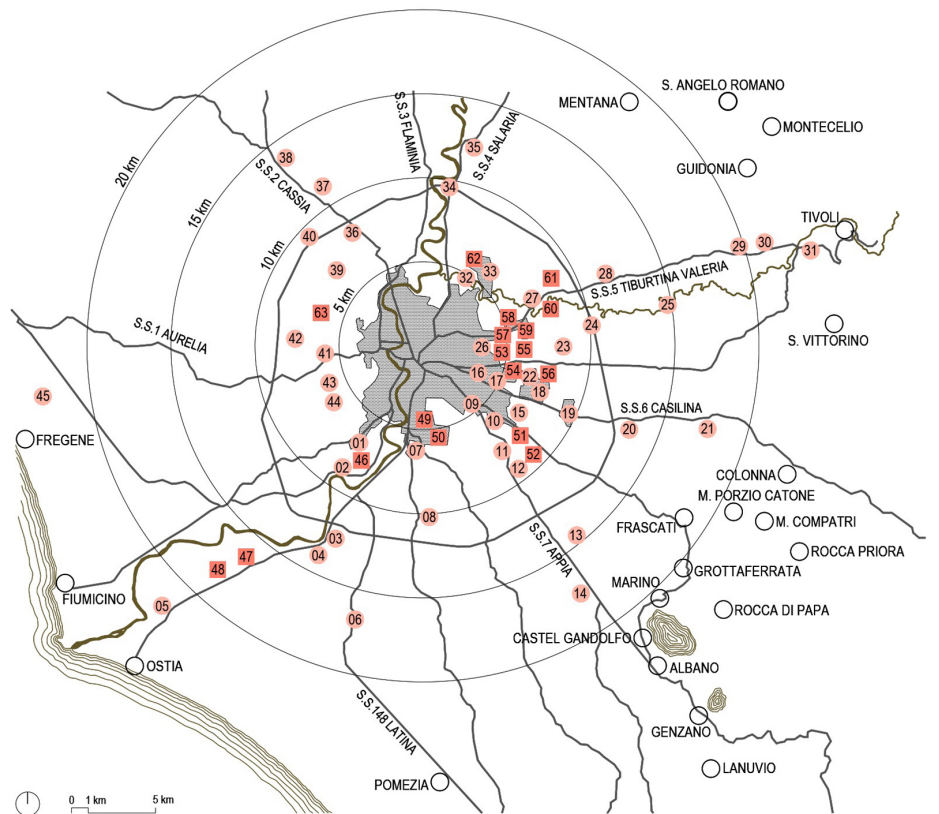 S. ANGELO ROMANO
MENTANA
MONTECELIO
GUIDONIA
TIVOLI
S. VITTORINO
20 km
15 km
10 km
5 km
S.S.2 CASSIA
S.S.3 FLAMINIA
S.S.4 SALARIA
S.S.5 TIBURTINA VALERIA
S.S.1 AURELIA
S.S.6 CASILINA
S.S.7 APPIA
S.S.148 LATINA
38
37
35
34
36
40
39
62
33
32
61
28
29
30
31
27
60
25
63
58
24
57
59
42
41
26
53
55
23
43
44
16
17
54
22
56
18
45
09
10
15
19
20
21
49
50
07
51
11
52
12
01
02
46
08
03
04
13
47
48
05
06
14
FREGENE
FIUMICINO
OSTIA
POMEZIA
COLONNA
M. PORZIO CATONE
M. COMPATRI
FRASCATI
ROCCA PRIORA
GROTTAFERRATA
MARINO
ROCCA DI PAPA
CASTEL GANDOLFO
ALBANO
GENZANO
LANUVIO
0 1 km 5 km